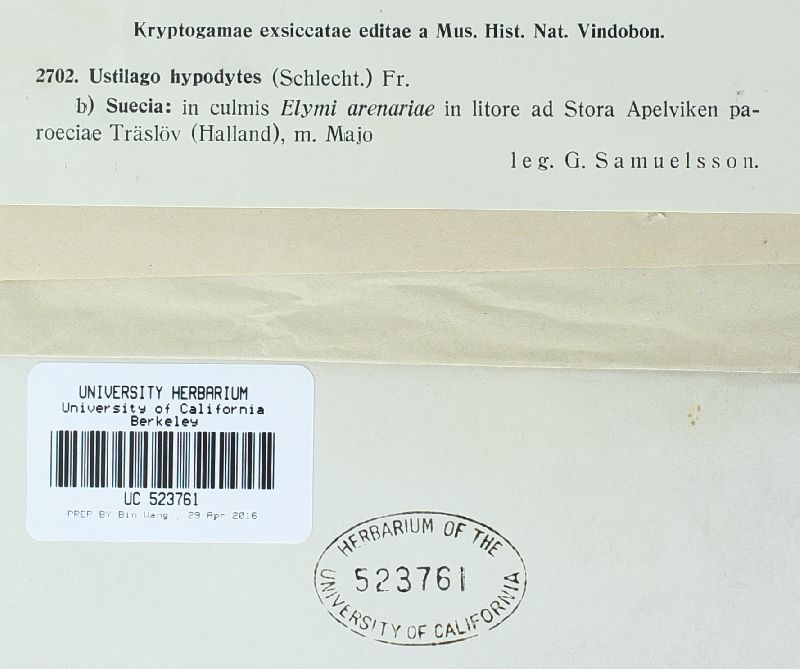 Kryptogamae exsiccatae editae a Mus. Hist. Nat. Vindobon.
2702. Ustilago hypodytes (Schlecht.) Fr.
b) Suecia: in culmis Elymi arenariae in litore ad Stora Apelviken pa-
roeciae Träslöv (Halland), m. Majo
leg. G. Samuelsson.
UNIVERSITY HERBARIUM
University of California
Berkeley
UC 523761
PREP BY Bin Wang , 29 Apr 2016
HERBARIUM OF THE
523761
UNIVERSITY OF CALIFORNIA